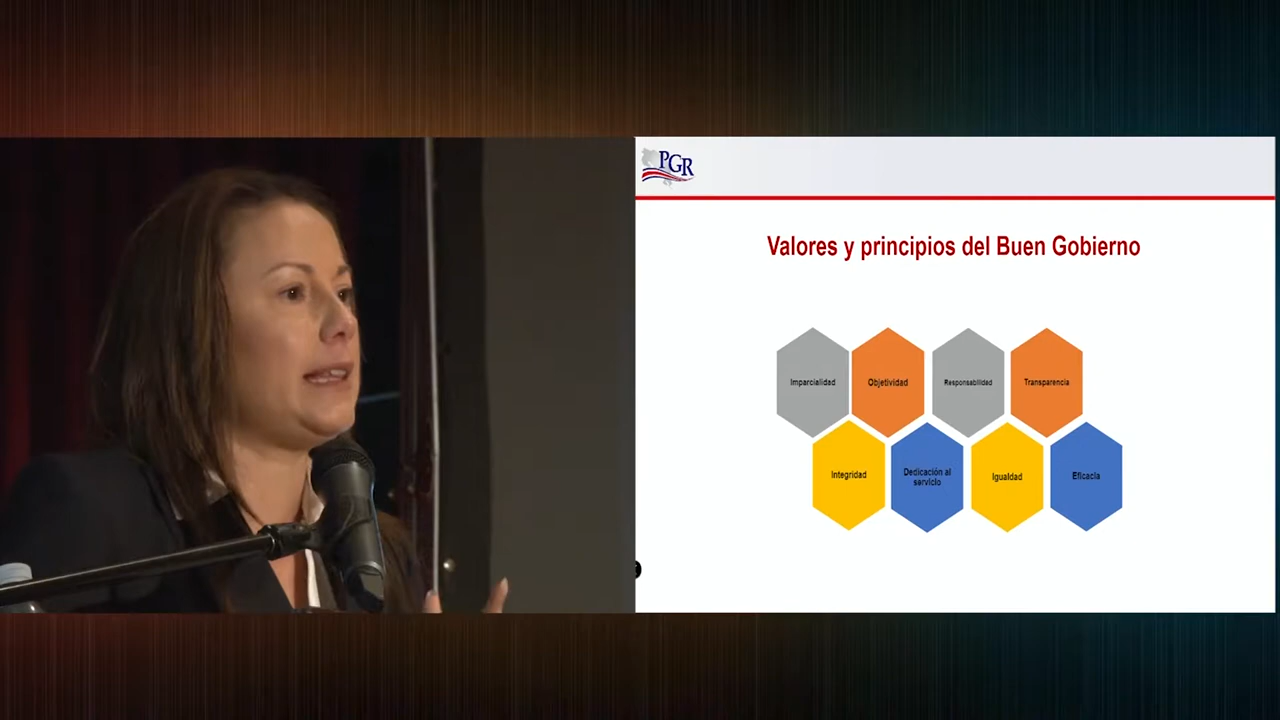 PGR
Valores y principios del Buen Gobierno
Imparcialidad
Objetividad
Responsabilidad
Transparencia
Integridad
Dedicación al
servicio
Igualdad
Eficacia